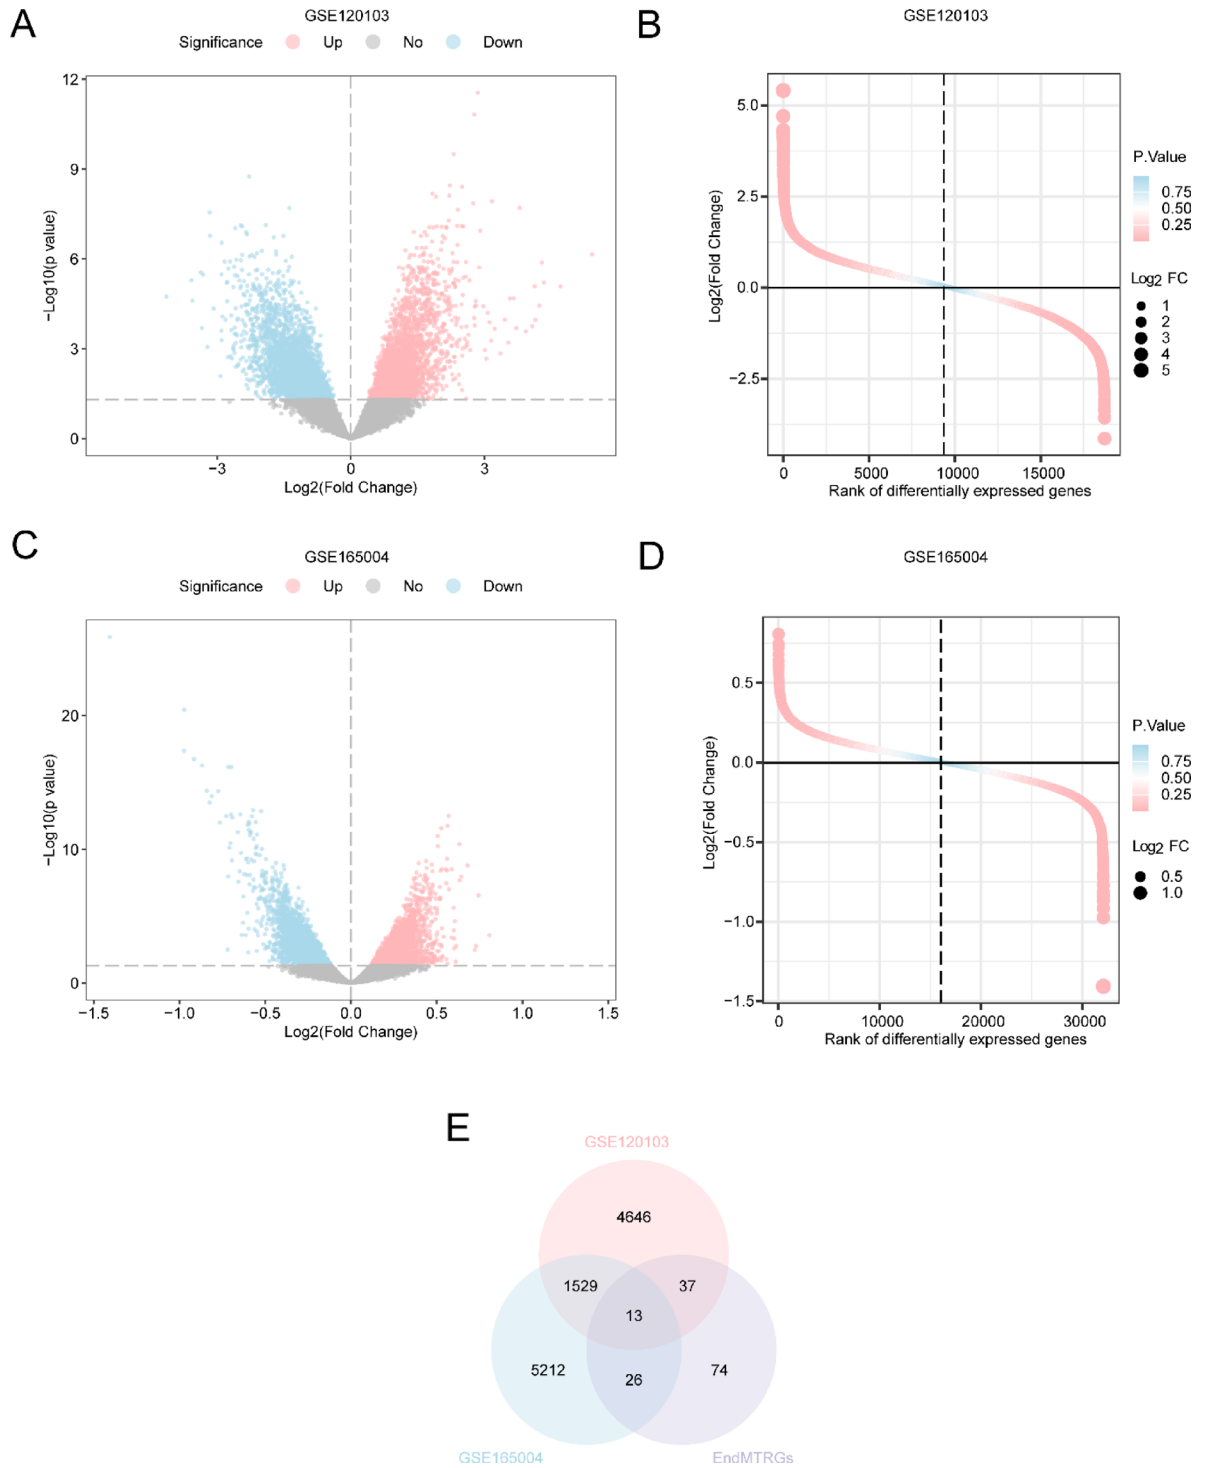 A
GSE120103
Significance Up No Down
12
9
6
3
0
−Log10(p value)
−3 0 3
Log2(Fold Change)
B
GSE120103
5.0
2.5
0.0
−2.5
Log2(Fold Change)
0 5000 10000 15000
Rank of differentially expressed genes
P.Value
0.75
0.50
0.25
Log2 FC
1
2
3
4
5
C
GSE165004
Significance Up No Down
20
10
0
−Log10(p value)
−1.5 −1.0 −0.5 0.0 0.5 1.0 1.5
Log2(Fold Change)
D
GSE165004
0.5
0.0
−0.5
−1.0
−1.5
Log2(Fold Change)
0 10000 20000 30000
Rank of differentially expressed genes
P.Value
0.75
0.50
0.25
Log2 FC
0.5
1.0
E
GSE120103
4646
1529 37
13
5212 26 74
GSE165004 EndMTRGs